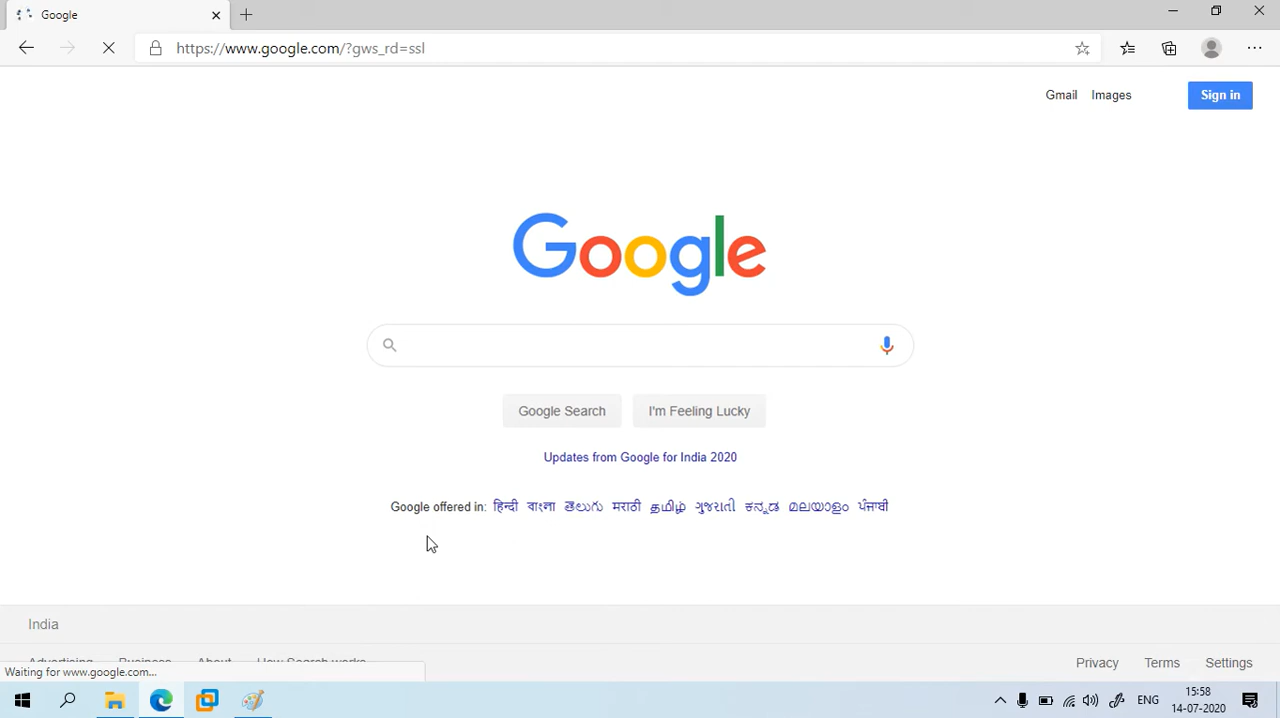 Google
https://www.google.com/?gws_rd=ssl
Gmail Images Sign in
Google
Google Search I'm Feeling Lucky
Updates from Google for India 2020
Google offered in: हिन्दी বাংলা తెలుగు मराठी தமிழ் ગુજરાતી ಕನ್ನಡ മലയാളം ਪੰਜਾਬੀ
India
Advertising Business About How Search works
Privacy Terms Settings
Waiting for www.google.com...
ENG
15:58
14-07-2020